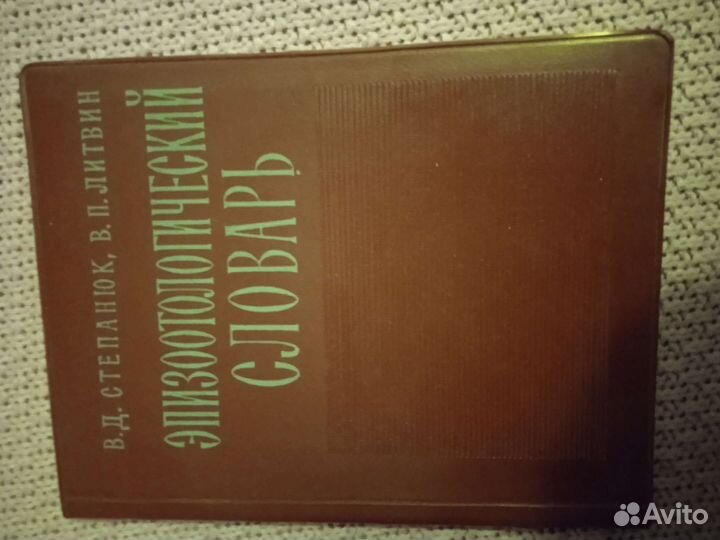 В.Д. СТЕПАНЮК, В.П. ЛИТВИН
ЭПИЗООТОЛОГИЧЕСКИЙ
СЛОВАРЬ
Avito